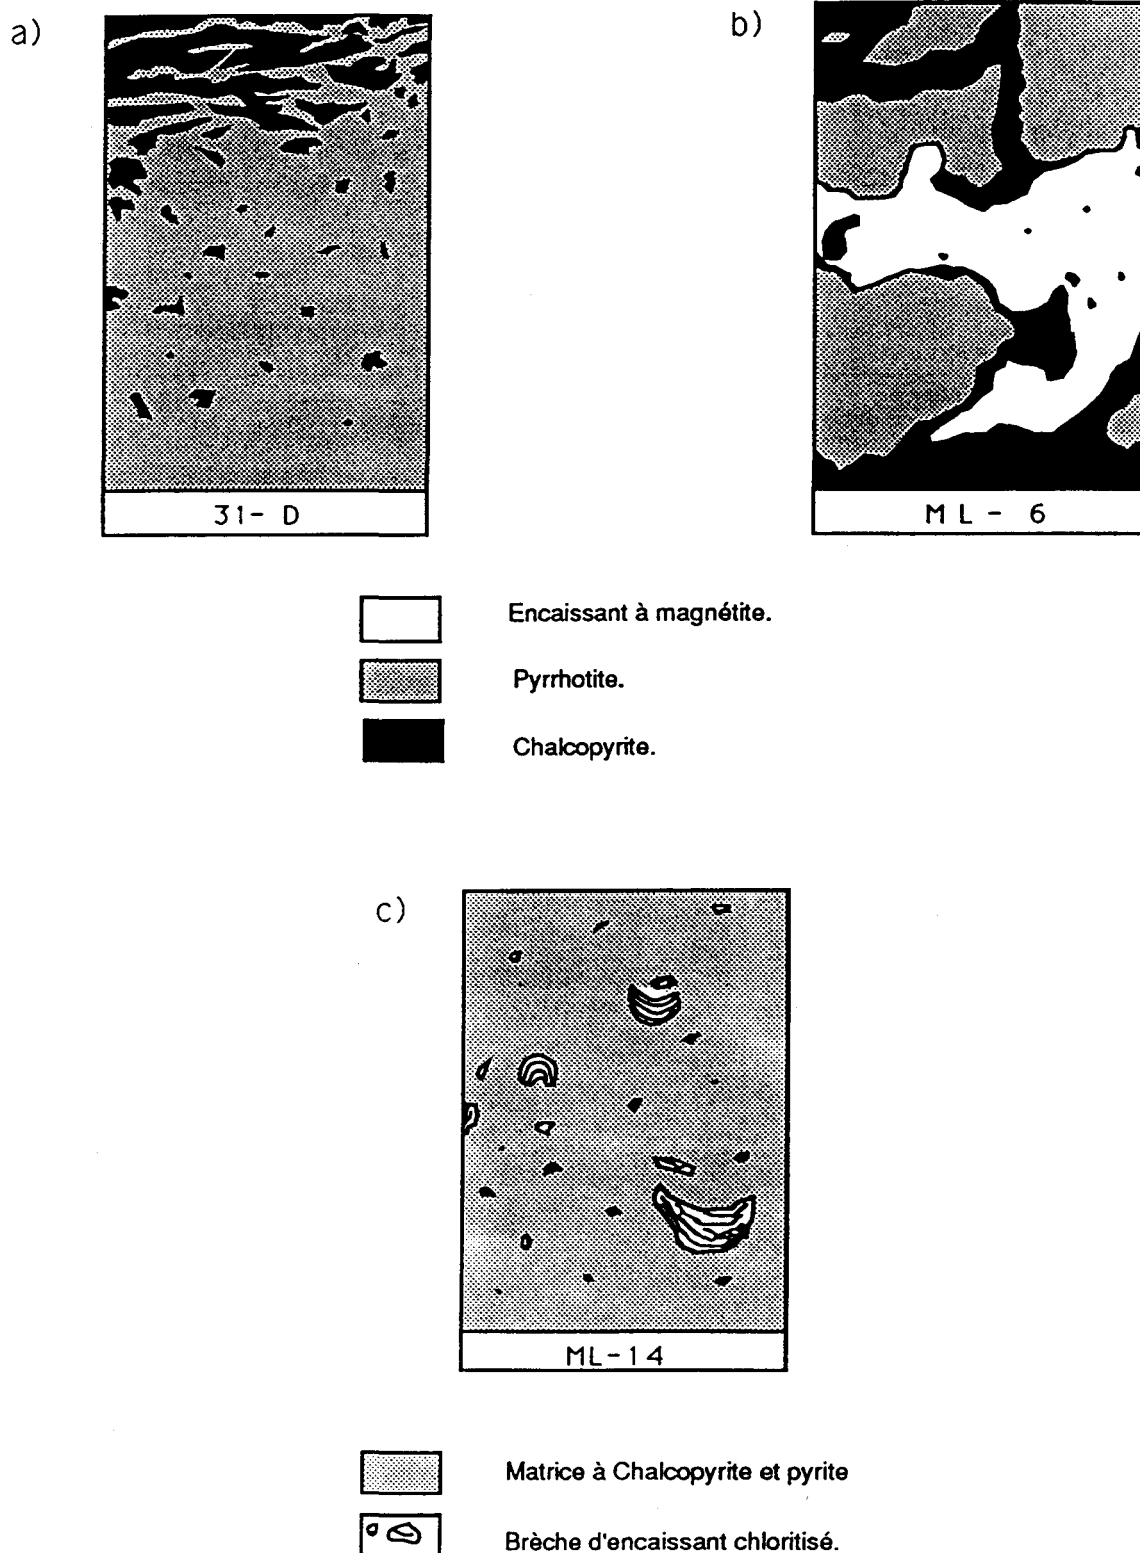 a)
b)
31- D
ML - 6
Encaissant à magnétite.
Pyrrhotite.
Chalcopyrite.
c)
ML-14
Matrice à Chalcopyrite et pyrite
Brèche d'encaissant chloritisé.